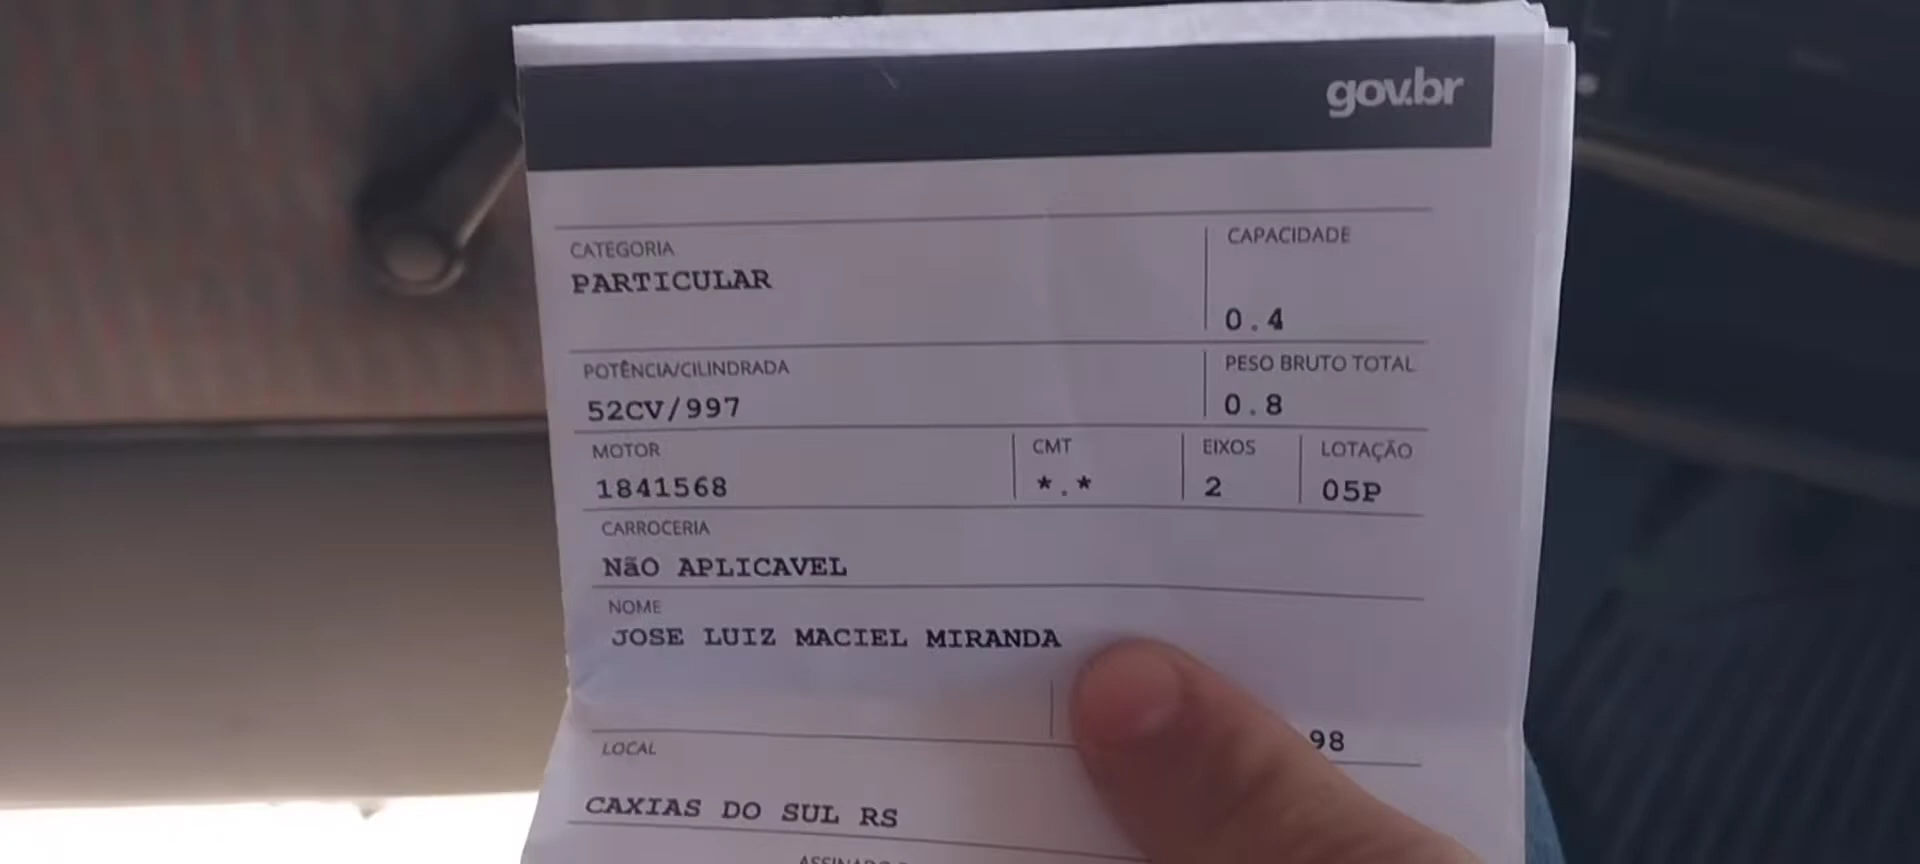 gov.br
CATEGORIA
PARTICULAR
CAPACIDADE
0.4
POTÊNCIA/CILINDRADA
52CV/997
PESO BRUTO TOTAL
0.8
MOTOR
1841568
CMT
*.*
EIXOS
2
LOTAÇÃO
05P
CARROCERIA
NãO APLICAVEL
NOME
JOSE LUIZ MACIEL MIRANDA
98
LOCAL
CAXIAS DO SUL RS